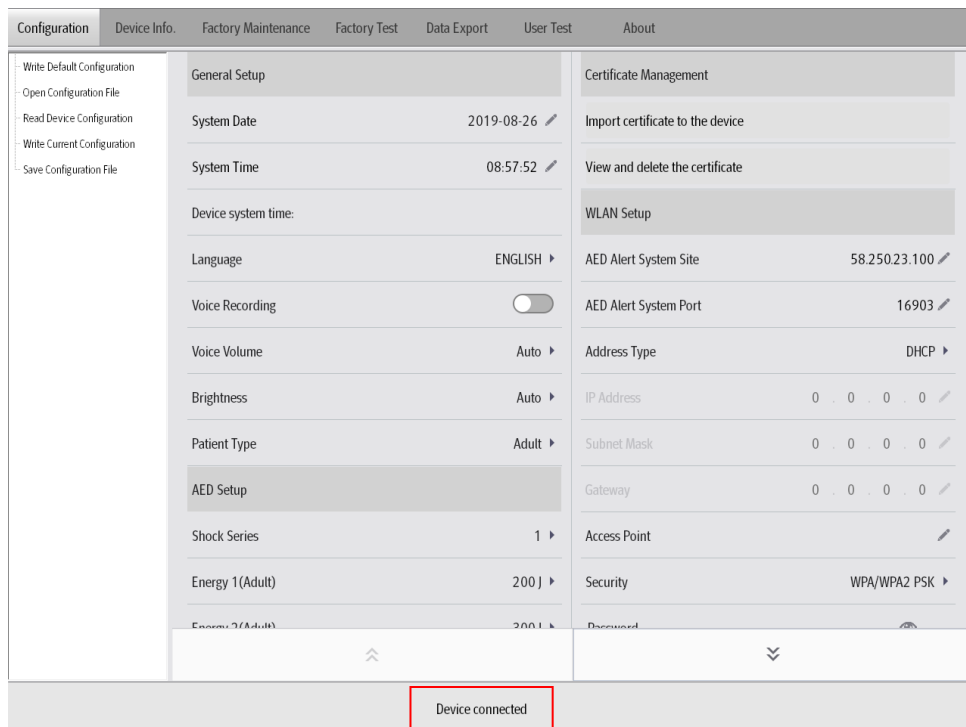 Configuration Device Info. Factory Maintenance Factory Test Data Export User Test About
Write Default Configuration
Open Configuration File
Read Device Configuration
Write Current Configuration
Save Configuration File
General Setup
System Date 2019-08-26
System Time 08:57:52
Device system time:
Language ENGLISH
Voice Recording
Voice Volume Auto
Brightness Auto
Patient Type Adult
AED Setup
Shock Series 1
Energy 1(Adult) 200 J
Energy 2(Adult) 300 J
Certificate Management
Import certificate to the device
View and delete the certificate
WLAN Setup
AED Alert System Site 58.250.23.100
AED Alert System Port 16903
Address Type DHCP
IP Address 0 . 0 . 0 . 0
Subnet Mask 0 . 0 . 0 . 0
Gateway 0 . 0 . 0 . 0
Access Point
Security WPA/WPA2 PSK
Password
Device connected